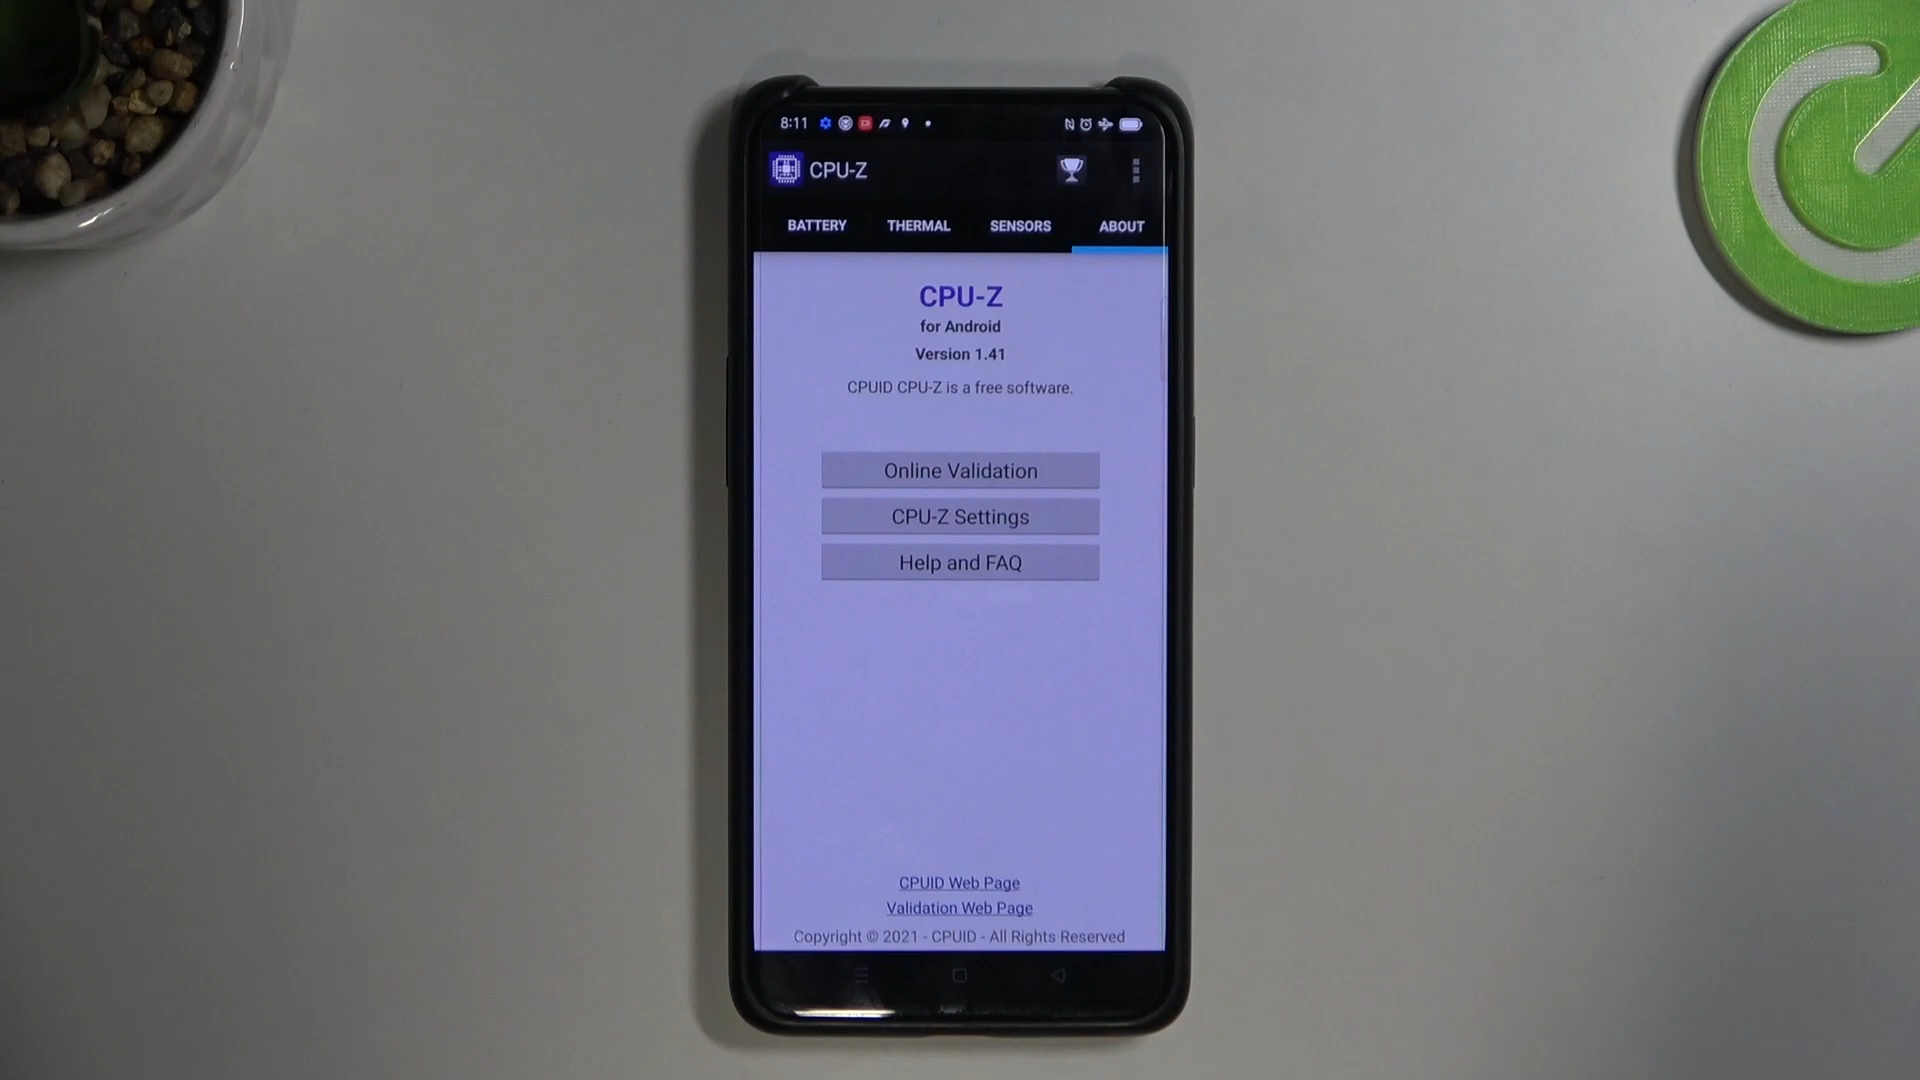 8:11
CPU-Z
BATTERY THERMAL SENSORS ABOUT
CPU-Z
for Android
Version 1.41
CPUID CPU-Z is a free software.
Online Validation
CPU-Z Settings
Help and FAQ
CPUID Web Page
Validation Web Page
Copyright © 2021 - CPUID - All Rights Reserved